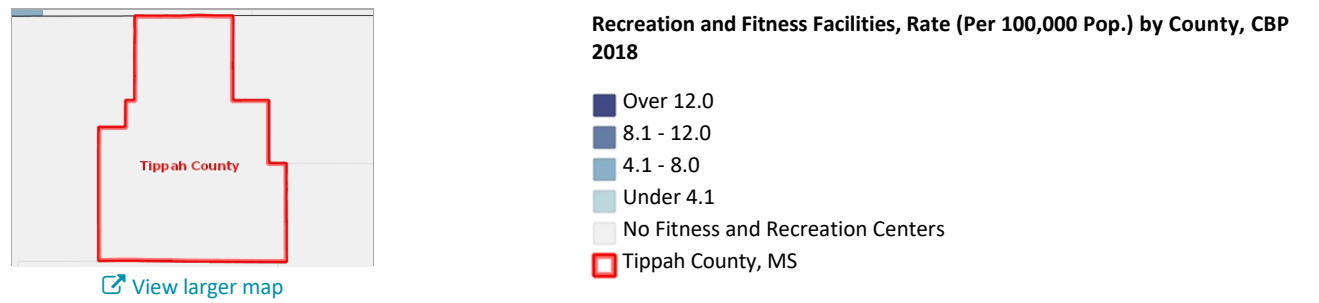 Tippah County
View larger map
Recreation and Fitness Facilities, Rate (Per 100,000 Pop.) by County, CBP
2018
Over 12.0
8.1 - 12.0
4.1 - 8.0
Under 4.1
No Fitness and Recreation Centers
Tippah County, MS